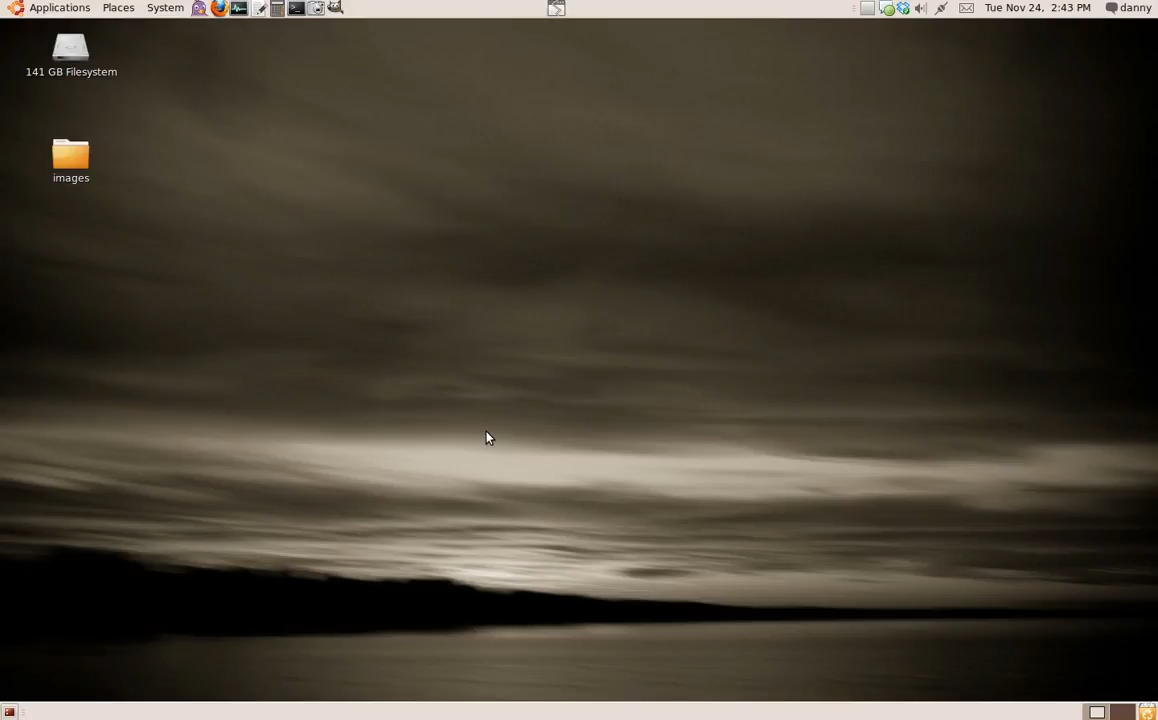 Applications Places System Tue Nov 24, 2:43 PM danny
141 GB Filesystem
images